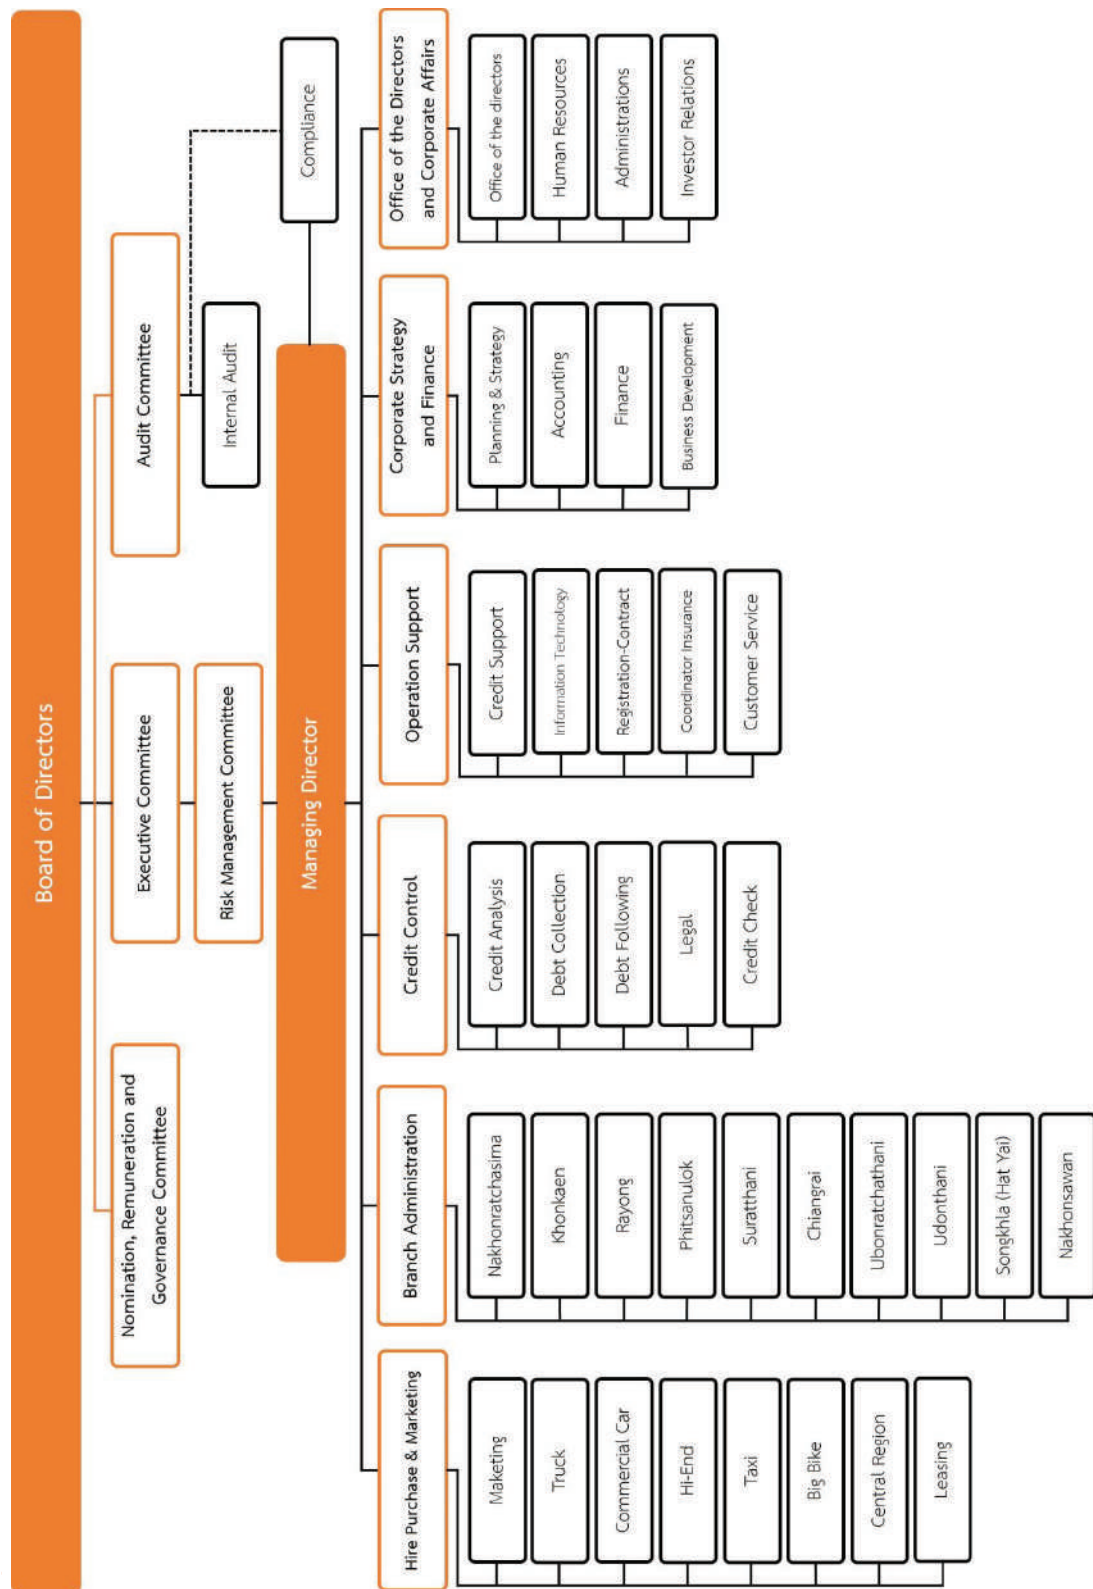 Board of Directors
Nomination, Remuneration and
Governance Committee
Executive Committee
Audit Committee
Risk Management Committee
Internal Audit
Compliance
Managing Director
Hire Purchase & Marketing
Maketing
Truck
Commercial Car
Hi-End
Taxi
Big Bike
Central Region
Leasing
Branch Administration
Nakhonratchasima
Khonkaen
Rayong
Phitsanulok
Suratthani
Chiangrai
Ubonratchathani
Udonthani
Songkhla (Hat Yai)
Nakhonsawan
Credit Control
Credit Analysis
Debt Collection
Debt Following
Legal
Credit Check
Operation Support
Credit Support
Information Technology
Registration-Contract
Coordinator Insurance
Customer Service
Corporate Strategy
and Finance
Planning & Strategy
Accounting
Finance
Business Development
Office of the Directors
and Corporate Affairs
Office of the directors
Human Resources
Administrations
Investor Relations